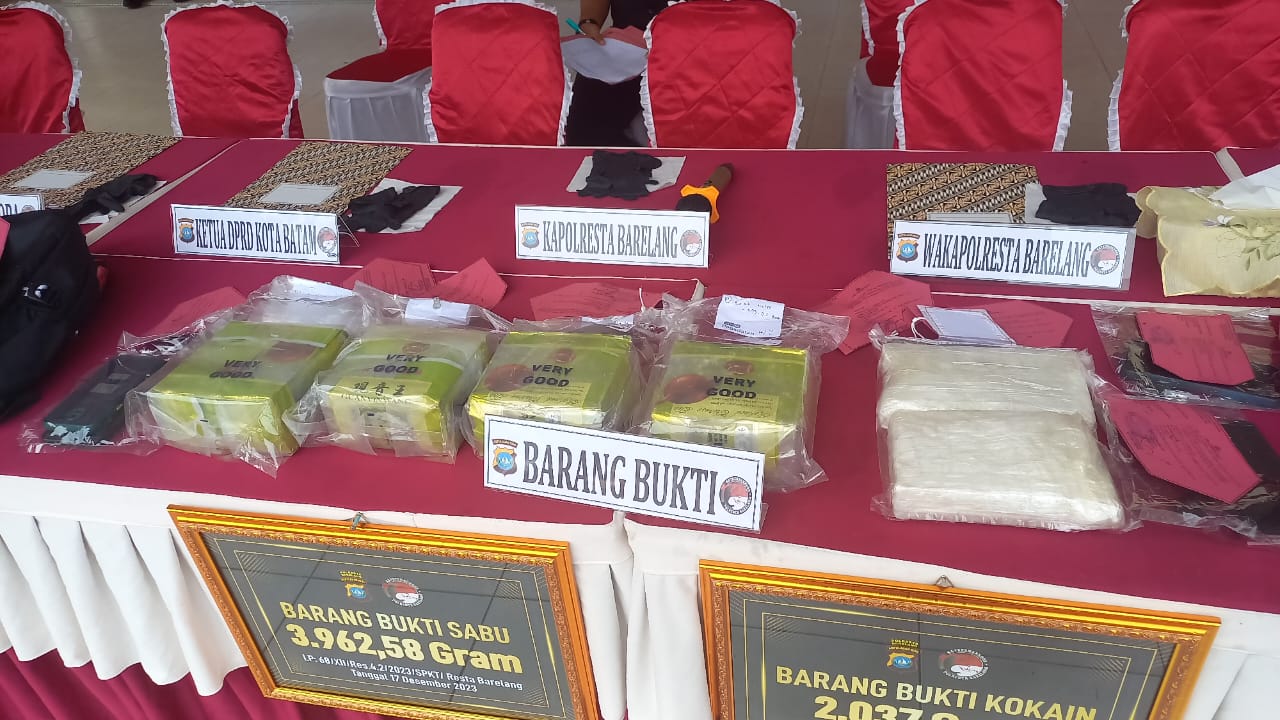 KETUA DPRD KOTA BATAM
KAPOLRESTA BARELANG
WAKAPOLRESTA BARELANG
VERY
GOOD
VERY
GOOD
VERY
GOOD
VERY
GOOD
BARANG BUKTI
BARANG BUKTI SABU
3.962,58 Gram
LP: 68/XII/Res.4.2/2023/SPKT/ Resta Barelang
Tanggal 17 Desember 2023
BARANG BUKTI KOKAIN
2.037